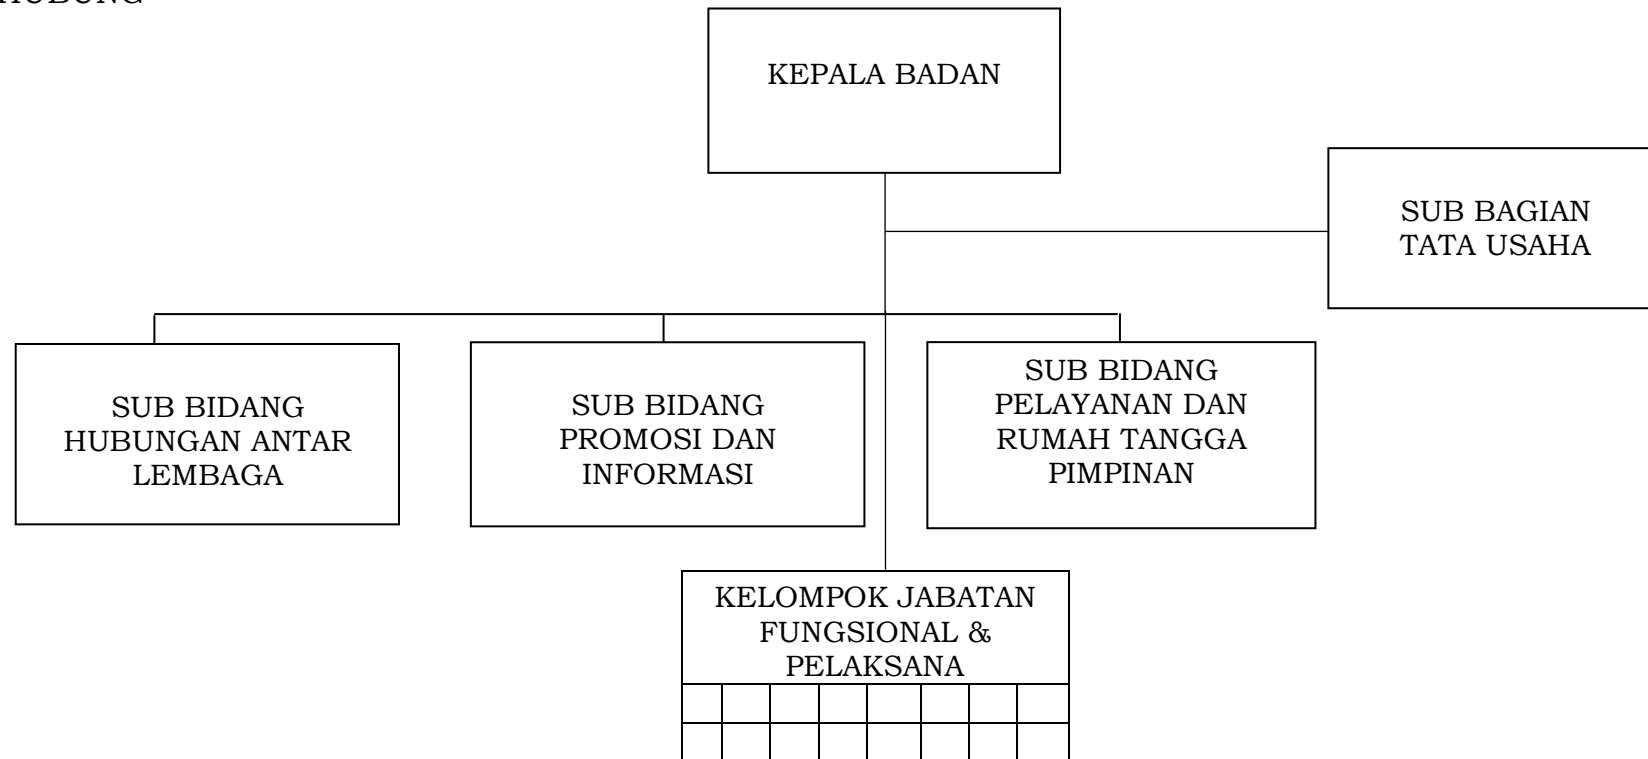 HUBUNG
KEPALA BADAN
SUB BAGIAN
TATA USAHA
SUB BIDANG
HUBUNGAN ANTAR
LEMBAGA
SUB BIDANG
PROMOSI DAN
INFORMASI
SUB BIDANG
PELAYANAN DAN
RUMAH TANGGA
PIMPINAN
KELOMPOK JABATAN
FUNGSIONAL &
PELAKSANA